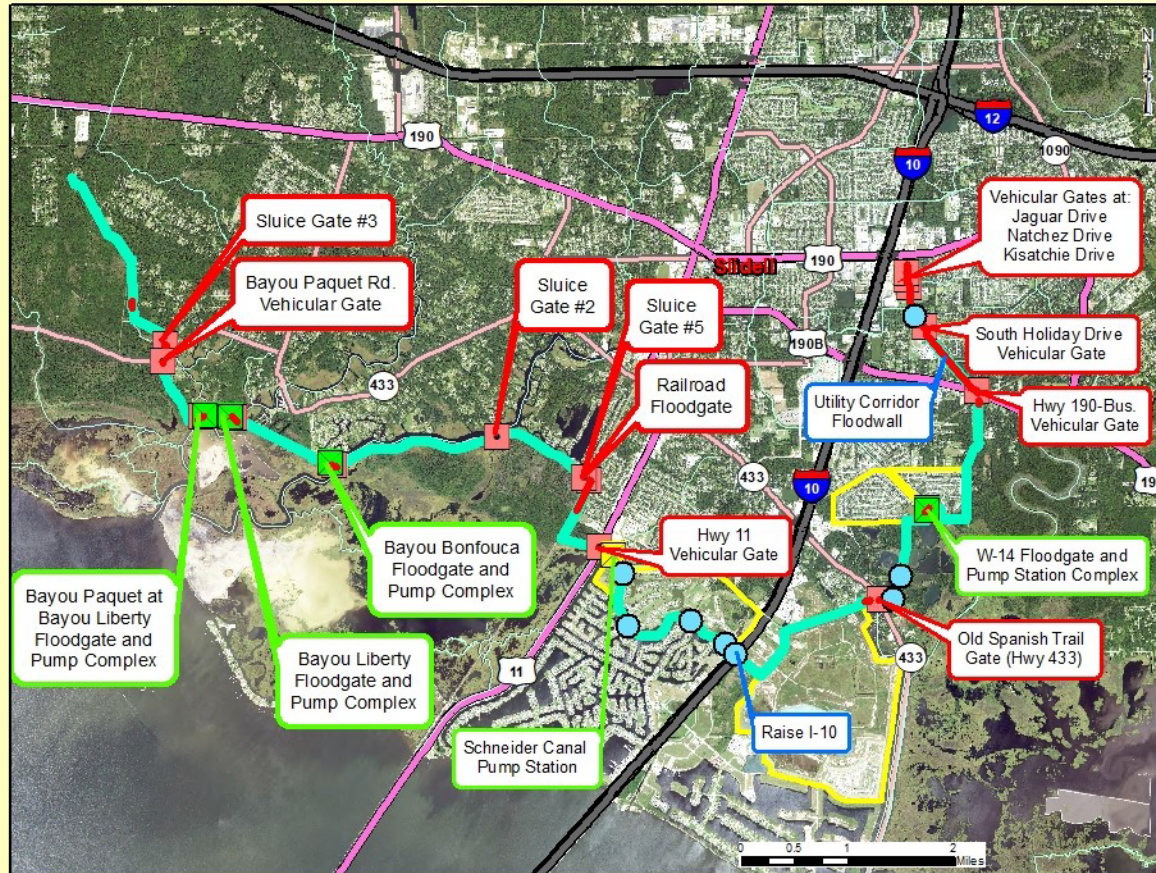 N
190
12
10
1090
Sluice Gate #3
Bayou Paquet Rd.
Vehicular Gate
Sluice
Gate #2
Sluice
Gate #5
Railroad
Floodgate
Slidell
190
Vehicular Gates at:
Jaguar Drive
Natchez Drive
Kisatchie Drive
190B
South Holiday Drive
Vehicular Gate
433
Utility Corridor
Floodwall
Hwy 190-Bus.
Vehicular Gate
433
10
19
Bayou Paquet at
Bayou Liberty
Floodgate and
Pump Complex
Bayou Liberty
Floodgate and
Pump Complex
Bayou Bonfouca
Floodgate and
Pump Complex
Hwy 11
Vehicular Gate
W-14 Floodgate and
Pump Station Complex
11
Schneider Canal
Pump Station
Raise I-10
Old Spanish Trail
Gate (Hwy 433)
433
0 0.5 1 2
Miles